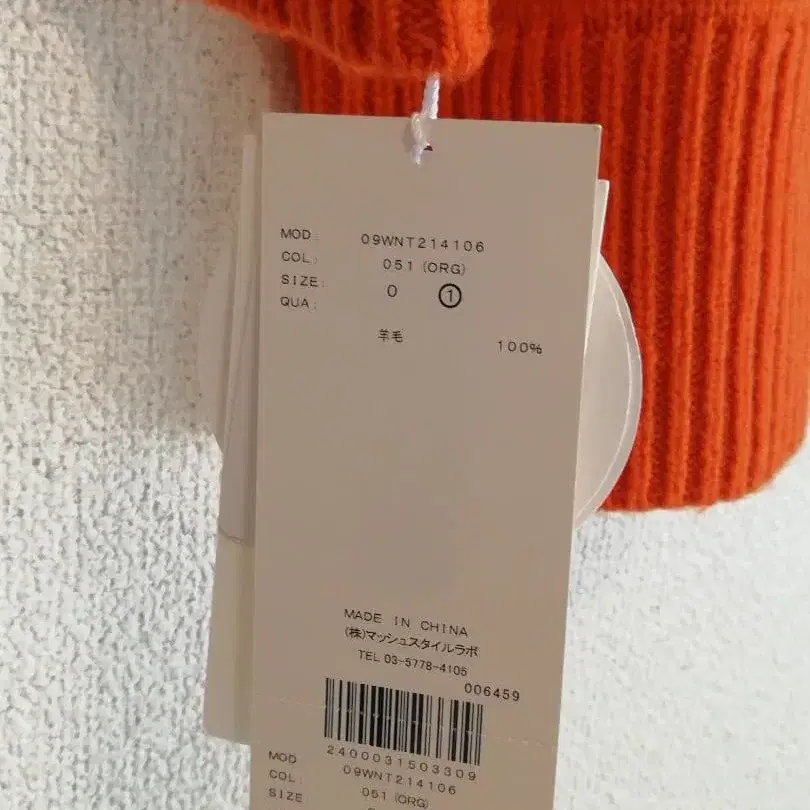 MOD: 09WNT214106
COL: 051 (ORG)
SIZE: 0 ①
QUA:
羊毛 100%
MADE IN CHINA
(株)マッシュスタイルラボ
TEL 03-5778-4105
006459
2400031503309
MOD 09WNT214106
COL: 051 (ORG)
SIZE: